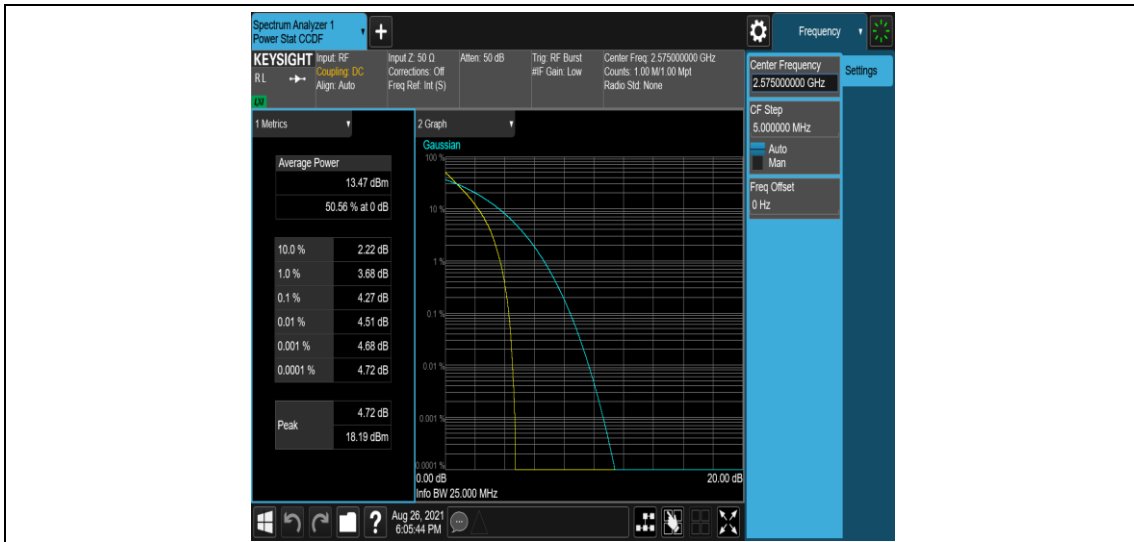 Spectrum Analyzer 1
Power Stat CCDF
Frequency
KEYSIGHT
RL
Input: RF
Coupling: DC
Align: Auto
Input Z: 50 Ω
Corrections: Off
Freq Ref: Int (S)
Atten: 50 dB
Trig: RF Burst
#IF Gain: Low
Center Freq: 2.575000000 GHz
Counts: 1.00 M/1.00 Mpt
Radio Std: None
Center Frequency
2.575000000 GHz
Settings
CF Step
5.000000 MHz
Auto
Man
Freq Offset
0 Hz
1 Metrics
Average Power
13.47 dBm
50.56 % at 0 dB
10.0 % 2.22 dB
1.0 % 3.68 dB
0.1 % 4.27 dB
0.01 % 4.51 dB
0.001 % 4.68 dB
0.0001 % 4.72 dB
Peak
4.72 dB
18.19 dBm
2 Graph
Gaussian
100 %
10 %
1 %
0.1 %
0.01 %
0.001 %
0.0001 %
0.00 dB
20.00 dB
Info BW 25.000 MHz
?
Aug 26, 2021
6:05:44 PM